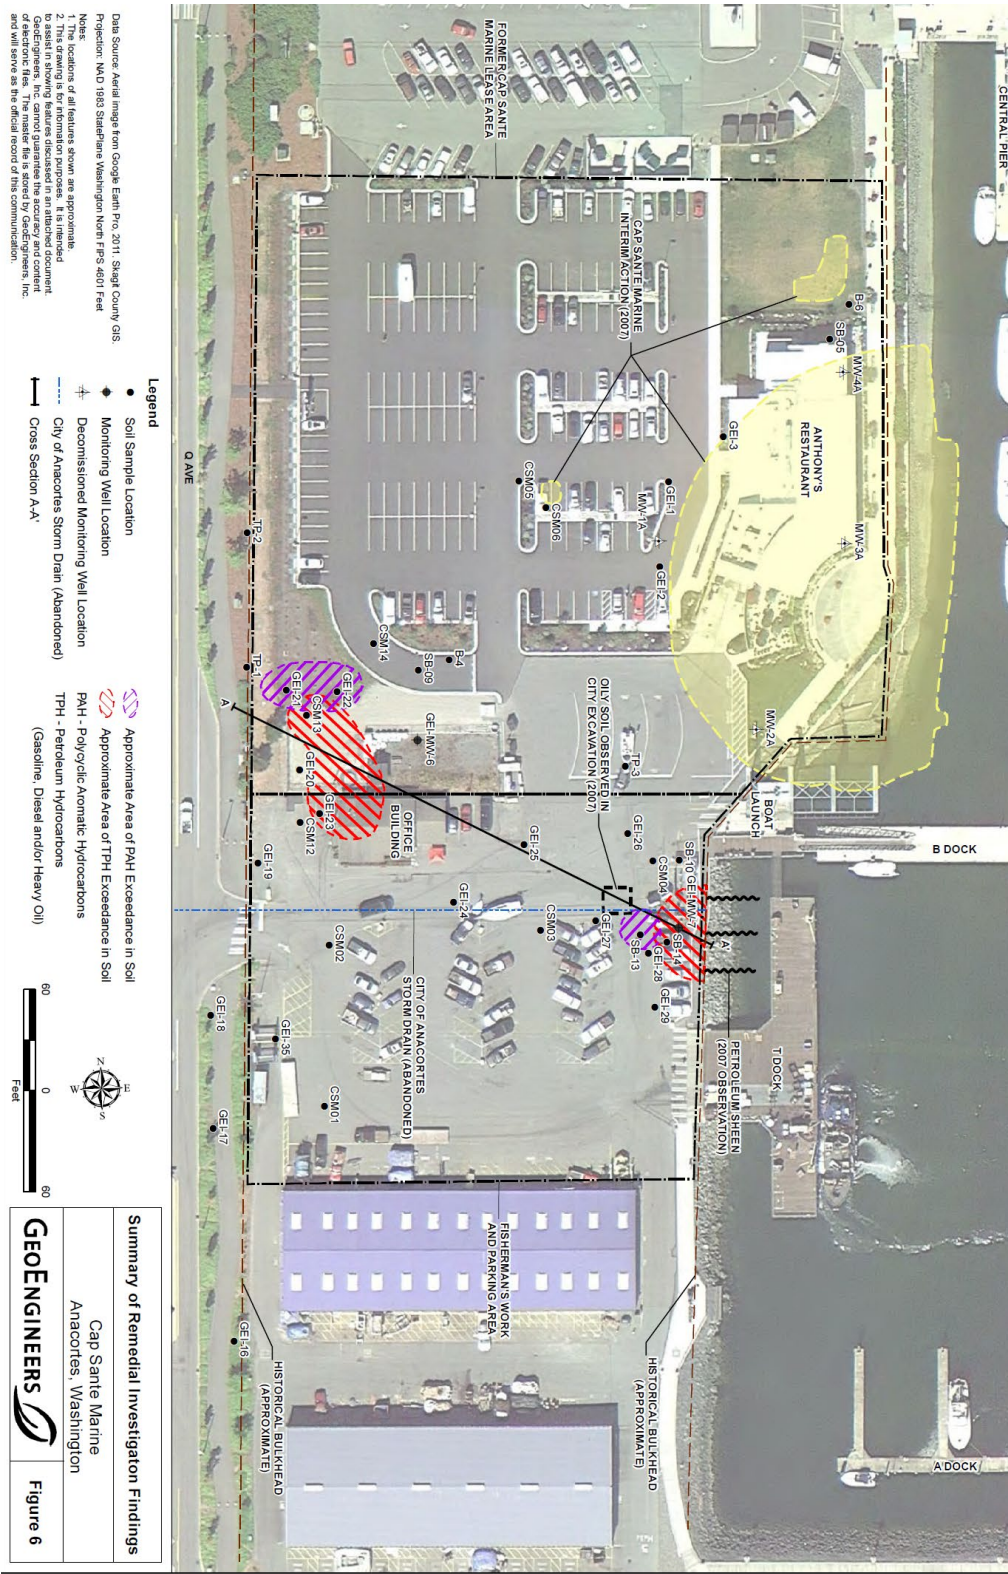 CENTRAL PIER
FORMER CAP SANTE
MARINE LEASE AREA
CAP SANTE MARINE
INTERIM ACTION (2007)
B-6
SB-05
MW-4A
ANTHONY'S
RESTAURANT
GEI-3
CSM05
CSM06
GEI-1
MW-1A
GEI-2
MW-3A
Q AVE
TP-2
TP-1
CSM14
SB-09
B-4
GEI-22
GEI-21
CSM13
A
GEI-MW-6
GEI-20
GEI-23
CSM12
OFFICE
BUILDING
OILY SOIL OBSERVED IN
CITY EXCAVATION (2007)
TP-3
MW-2A
BOAT
LAUNCH
B DOCK
GEI-19
GEI-24
GEI-25
GEI-26
SB-10
CSM04
GEI-MW-7
A'
SB-14
GEI-28
SB-13
GEI-27
CSM03
CSM02
GEI-29
GEI-18
GEI-35
GEI-17
CSM01
CITY OF ANACORTES
STORM DRAIN (ABANDONED)
PETROLEUM SHEEN
(2007 OBSERVATION)
T DOCK
FISHERMAN'S WORK
AND PARKING AREA
GEI-16
HISTORICAL BULKHEAD
(APPROXIMATE)
HISTORICAL BULKHEAD
(APPROXIMATE)
A DOCK
Legend
Soil Sample Location
Monitoring Well Location
Decomissioned Monitoring Well Location
City of Anacortes Storm Drain (Abandoned)
Cross Section A-A'
Approximate Area of PAH Exceedance in Soil
Approximate Area of TPH Exceedance in Soil
PAH - Polycyclic Aromatic Hydrocarbons
TPH - Petroleum Hydrocarbons
(Gasoline, Diesel and/or Heavy Oil)
N
E
S
W
60 0 60
Feet
Data Source: Aerial image from Google Earth Pro, 2011. Skagit County GIS.
Projection: NAD 1983 StatePlane Washington North FIPS 4601 Feet
Notes:
1. The locations of all features shown are approximate
2. This drawing is for information purposes. It is intended
to assist in showing features discussed in an attached document.
GeoEngineers, Inc. cannot guarantee the accuracy and content
of electronic files. The master file is stored by GeoEngineers, Inc.
and will serve as the official record of this communication.
Summary of Remedial Investigaton Findings
Cap Sante Marine
Anacortes, Washington
GEOENGINEERS
Figure 6